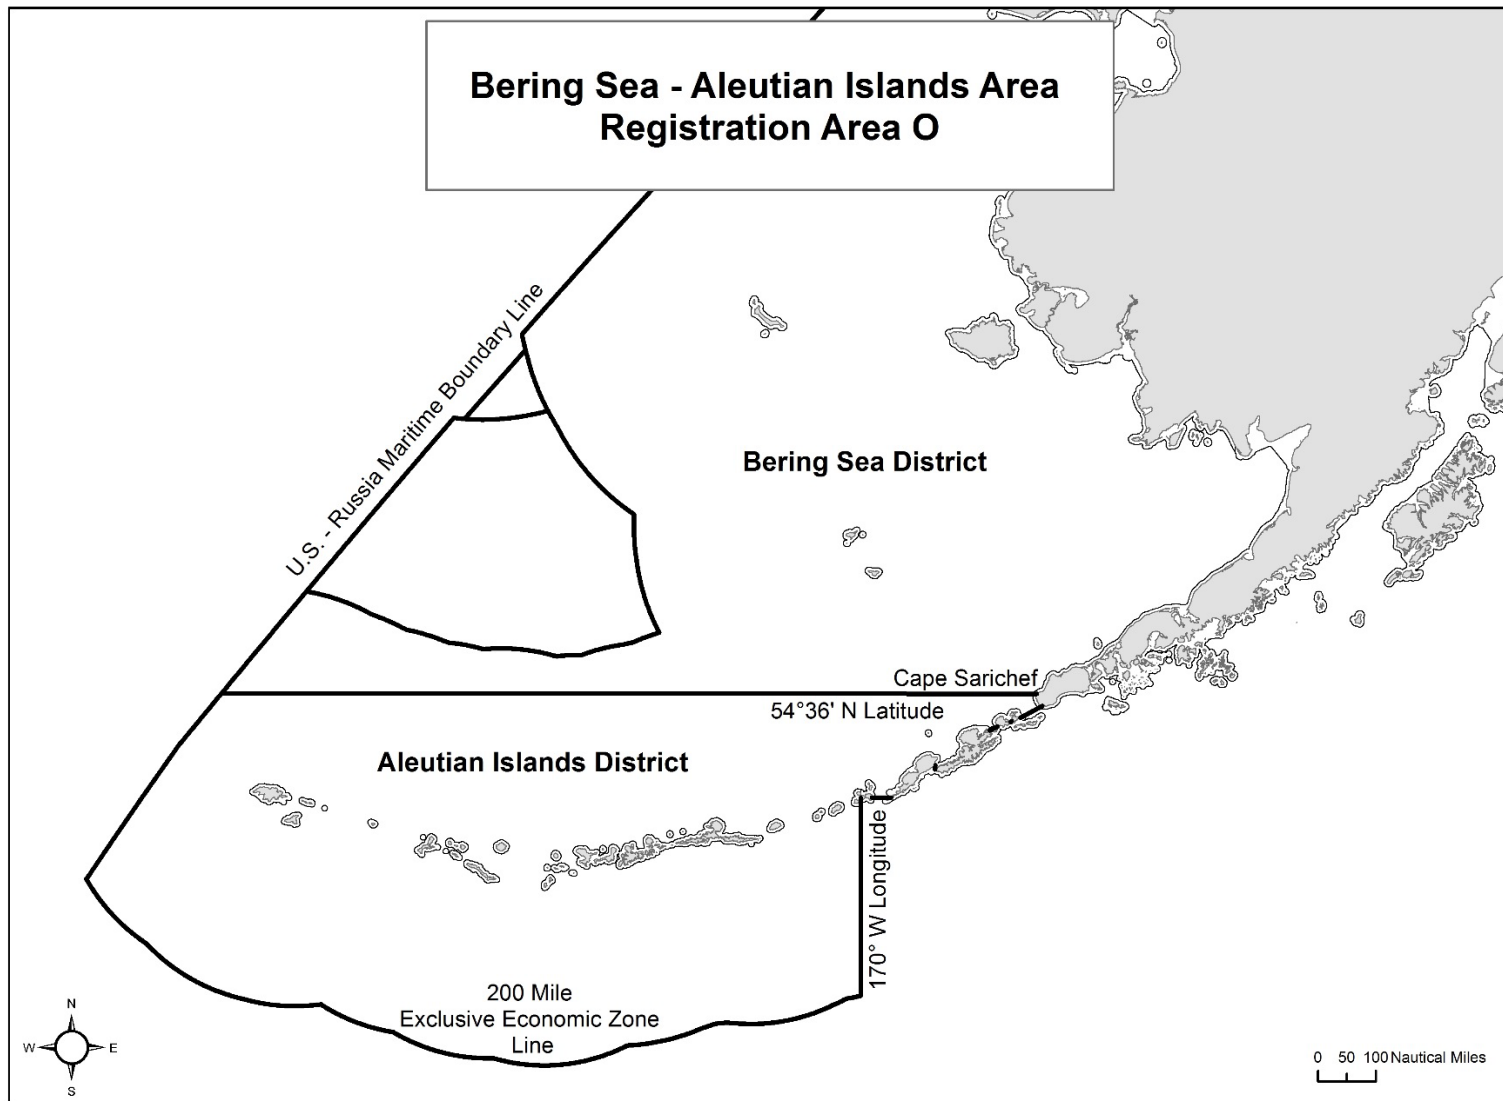 Bering Sea - Aleutian Islands Area
Registration Area O
U.S. - Russia Maritime Boundary Line
Bering Sea District
Cape Sarichef
54°36' N Latitude
Aleutian Islands District
170° W Longitude
200 Mile
Exclusive Economic Zone
Line
N
W
E
S
0 50 100 Nautical Miles